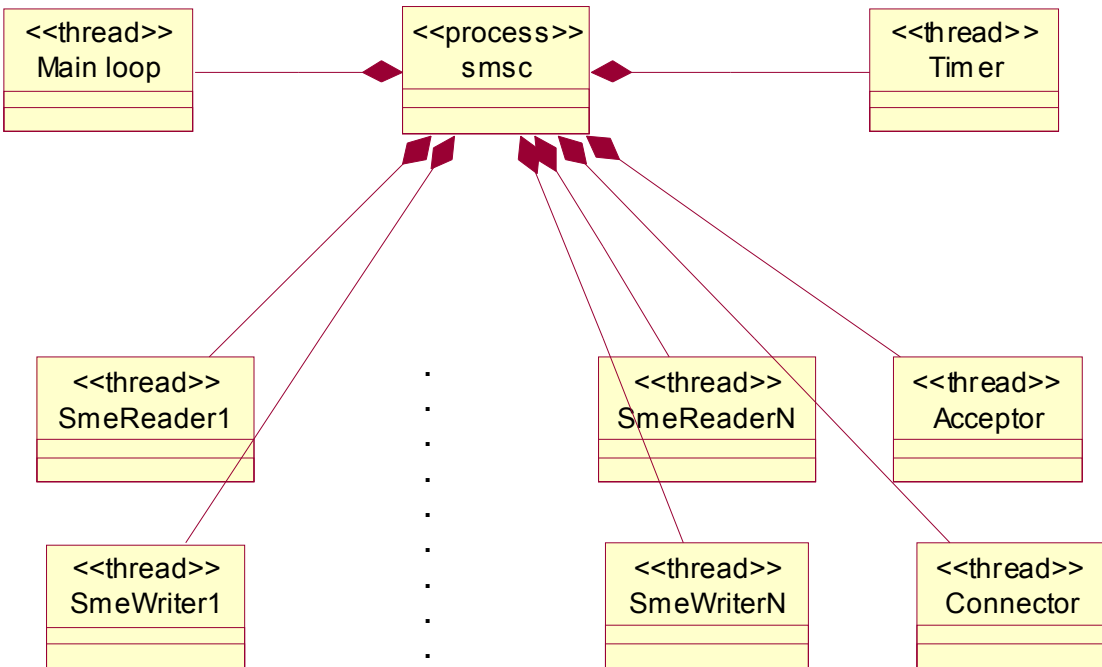 <<thread>>
Main loop
<<process>>
smsc
<<thread>>
Timer
<<thread>>
SmeReader1
<<thread>>
SmeReaderN
<<thread>>
Acceptor
<<thread>>
SmeWriter1
<<thread>>
SmeWriterN
<<thread>>
Connector